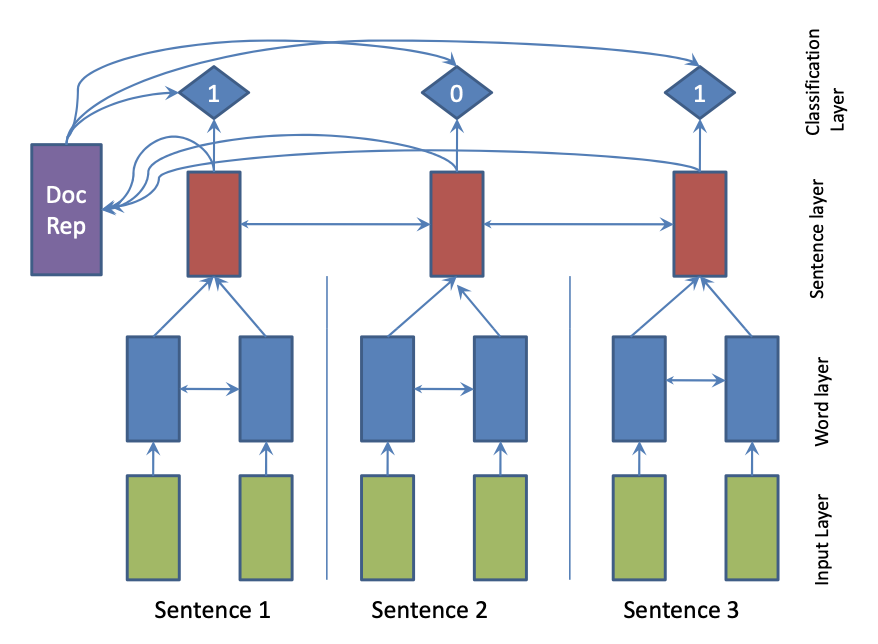 1
0
1
Classification
Layer
Doc
Rep
Sentence layer
Word layer
Input Layer
Sentence 1
Sentence 2
Sentence 3